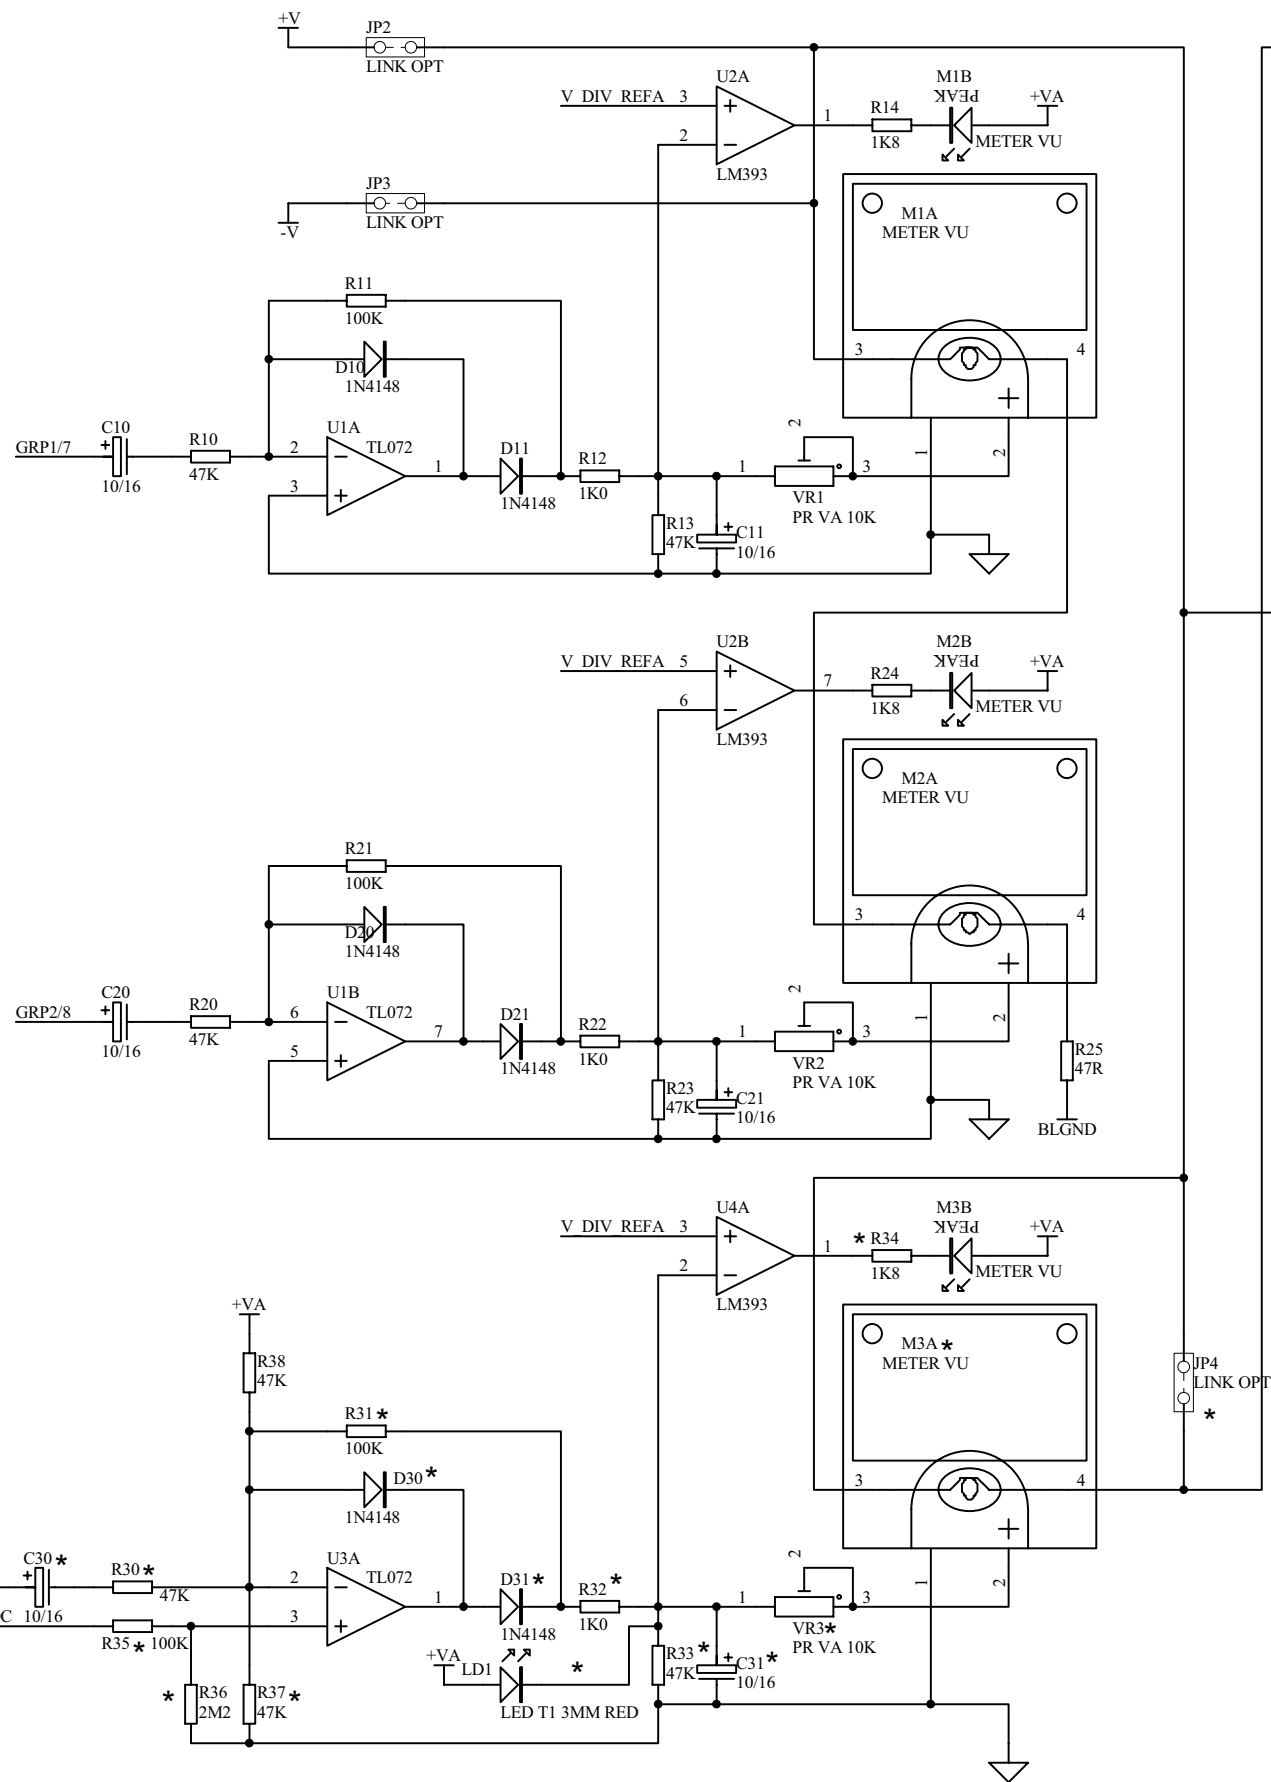 +V
JP2
LINK OPT
U2A
V_DIV_REFA 3
2
1
LM393
R14
1K8
M1B
PEAK
+VA
METER VU
JP3
LINK OPT
-V
M1A
METER VU
3
4
1
2
R11
100K
D10
1N4148
C10
GRP1/7
10/16
R10
47K
U1A
TL072
2
3
1
D11
1N4148
R12
1K0
R13
47K
C11
10/16
1
2
3
VR1
PR VA 10K
U2B
V_DIV_REFA 5
6
7
LM393
R24
1K8
M2B
PEAK
+VA
METER VU
M2A
METER VU
3
4
1
2
R21
100K
D20
1N4148
C20
GRP2/8
10/16
R20
47K
U1B
TL072
6
5
7
D21
1N4148
R22
1K0
R23
47K
C21
10/16
1
2
3
VR2
PR VA 10K
R25
47R
BLGND
U4A
V_DIV_REFA 3
2
1
LM393
* R34
1K8
M3B
PEAK
+VA
METER VU
M3A *
METER VU
3
4
1
2
JP4
LINK OPT
*
+VA
R38
47K
R31 *
100K
D30 *
1N4148
C30 *
C 10/16
R30 *
47K
R35 * 100K
U3A
TL072
2
3
1
D31 *
1N4148
R32 *
1K0
* R36
2M2
R37 *
47K
+VA
LD1
*
LED T1 3MM RED
R33 *
47K
C31 *
10/16
1
2
3
VR3*
PR VA 10K